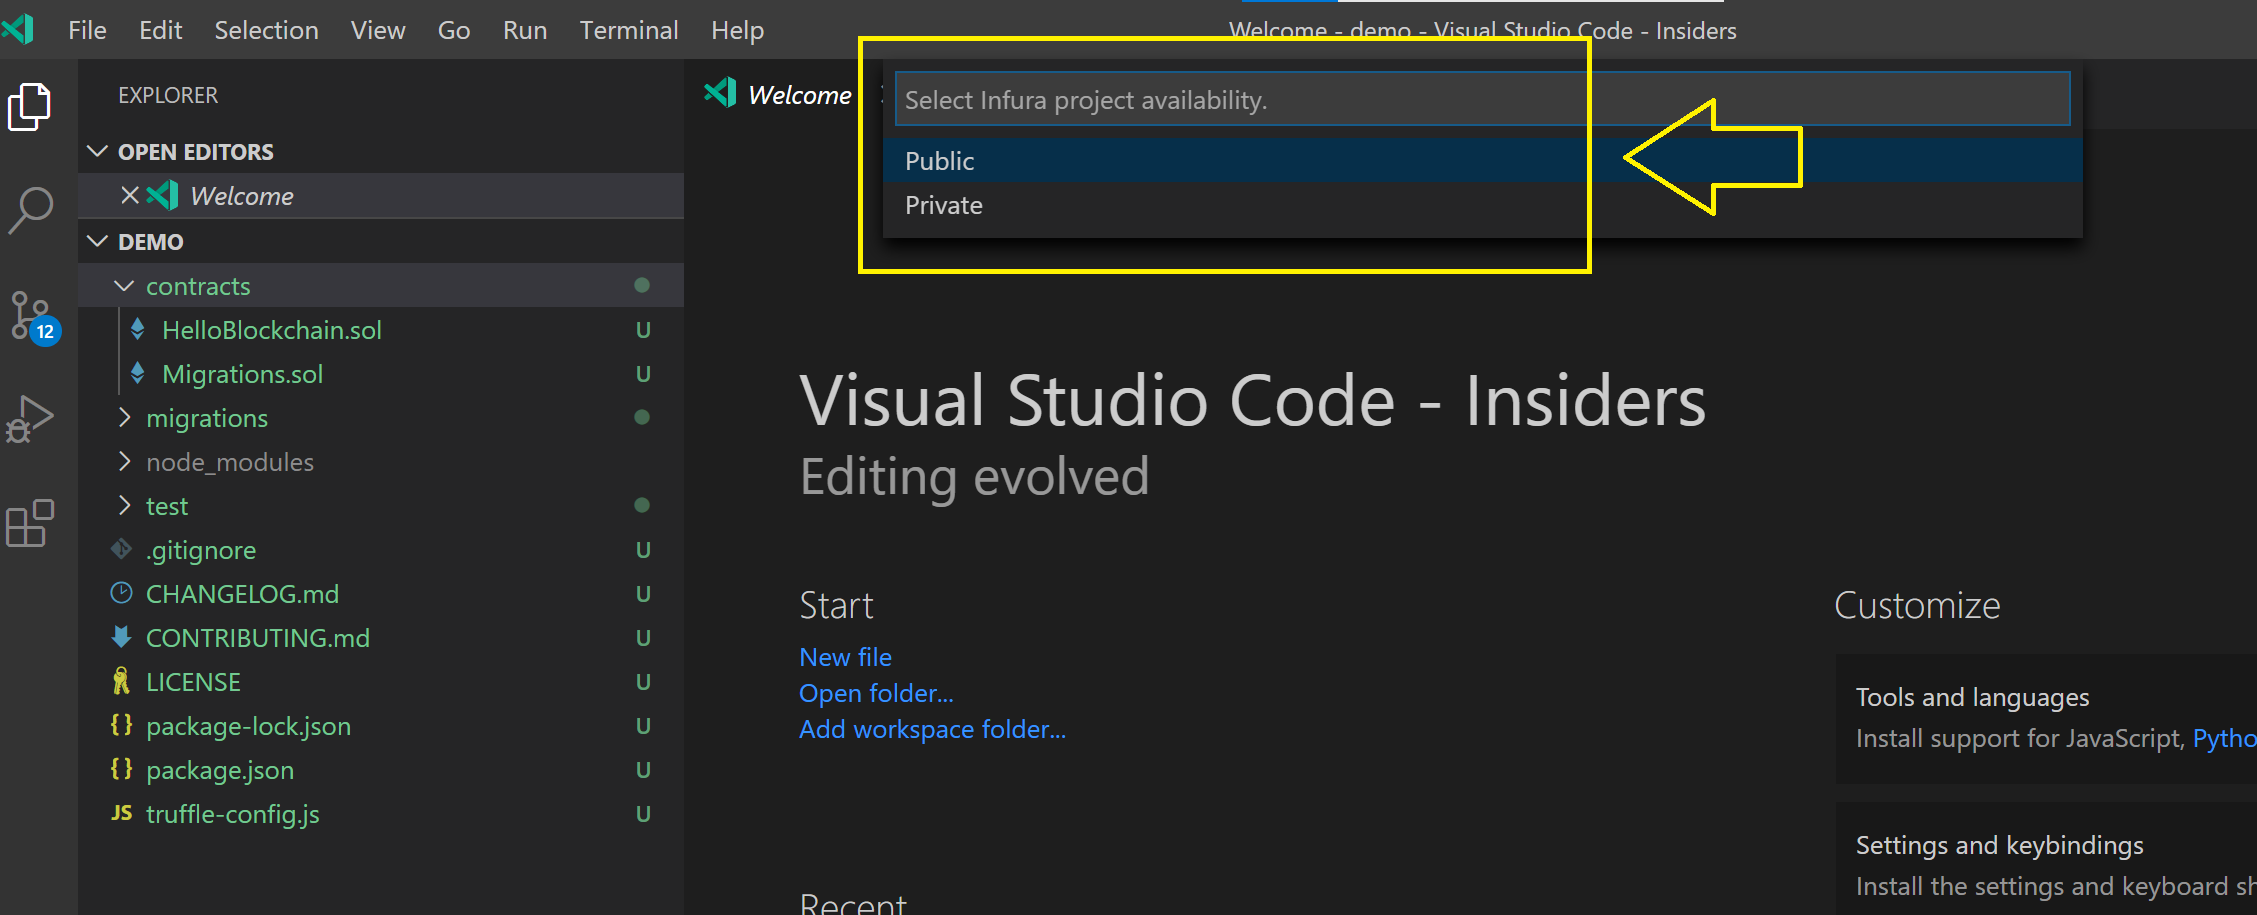 File Edit Selection View Go Run Terminal Help
Welcome - demo - Visual Studio Code - Insiders
EXPLORER
OPEN EDITORS
Welcome
DEMO
contracts
HelloBlockchain.sol U
Migrations.sol U
migrations
node_modules
test
.gitignore U
CHANGELOG.md U
CONTRIBUTING.md U
LICENSE U
{} package-lock.json U
{} package.json U
JS truffle-config.js U
12
Welcome
Select Infura project availability.
Public
Private
Visual Studio Code - Insiders
Editing evolved
Start
New file
Open folder...
Add workspace folder...
Recent
Customize
Tools and languages
Install support for JavaScript, Pytho
Settings and keybindings
Install the settings and keyboard sh